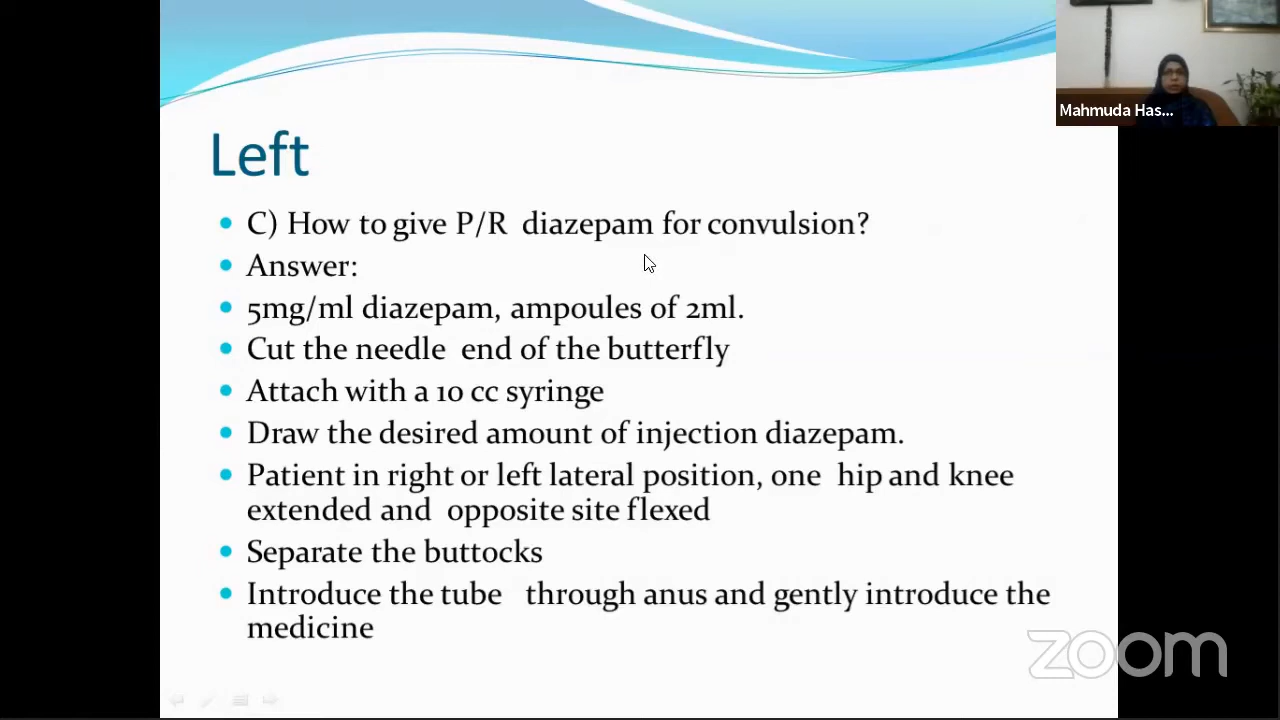 Mahmuda Has...
Left
C) How to give P/R diazepam for convulsion?
Answer:
5mg/ml diazepam, ampoules of 2ml.
Cut the needle end of the butterfly
Attach with a 10 cc syringe
Draw the desired amount of injection diazepam.
Patient in right or left lateral position, one hip and knee
extended and opposite site flexed
Separate the buttocks
Introduce the tube through anus and gently introduce the
medicine
zoom